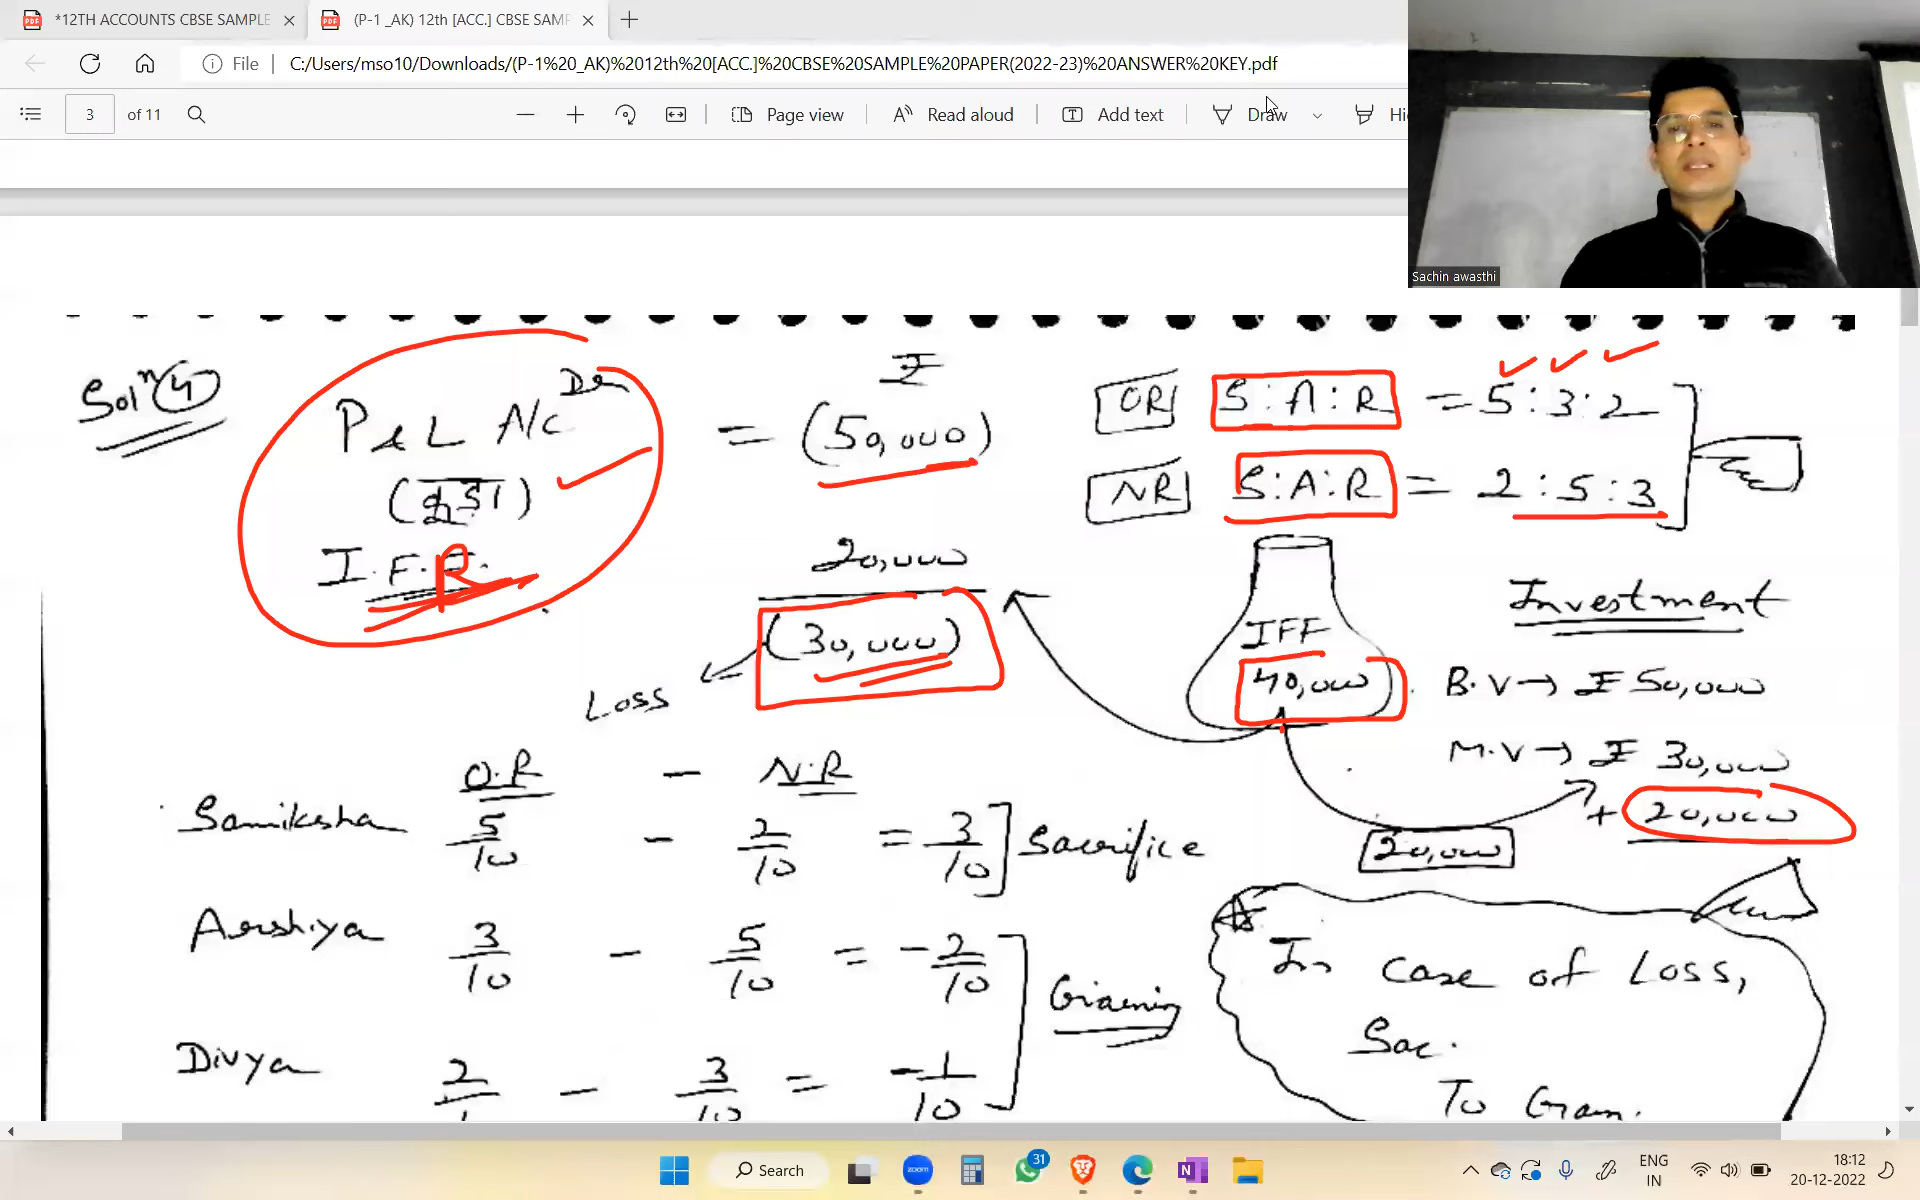 *12TH ACCOUNTS CBSE SAMPLE
(P-1 _AK) 12th [ACC.] CBSE SAMP
File
C:/Users/mso10/Downloads/(P-1%20_AK)%2012th%20[ACC.]%20CBSE%20SAMPLE%20PAPER(2022-23)%20ANSWER%20KEY.pdf
3 of 11
Page view
Read aloud
Add text
Draw
Hi
Sachin awasthi
Solⁿ 4
P & L A/c
= (50,000)
₹
I.F.F.
R
20,000
(30,000)
Loss
OR S : A : R = 5 : 3 : 2
NR S : A : R = 2 : 5 : 3
IFF
40,000
Investment
B.V → ₹ 50,000
M.V → ₹ 30,000
+ 20,000
20,000
O.R - N.R
Samiksha 5/10 - 2/10 = 3/10 Sacrifice
Arshiya 3/10 - 5/10 = -2/10
Gaining
Divya 2/1 - 3/10 = -1/10
In case of Loss,
Sac.
To Gain.
Search
zoom
31
ENG
IN
18:12
20-12-2022